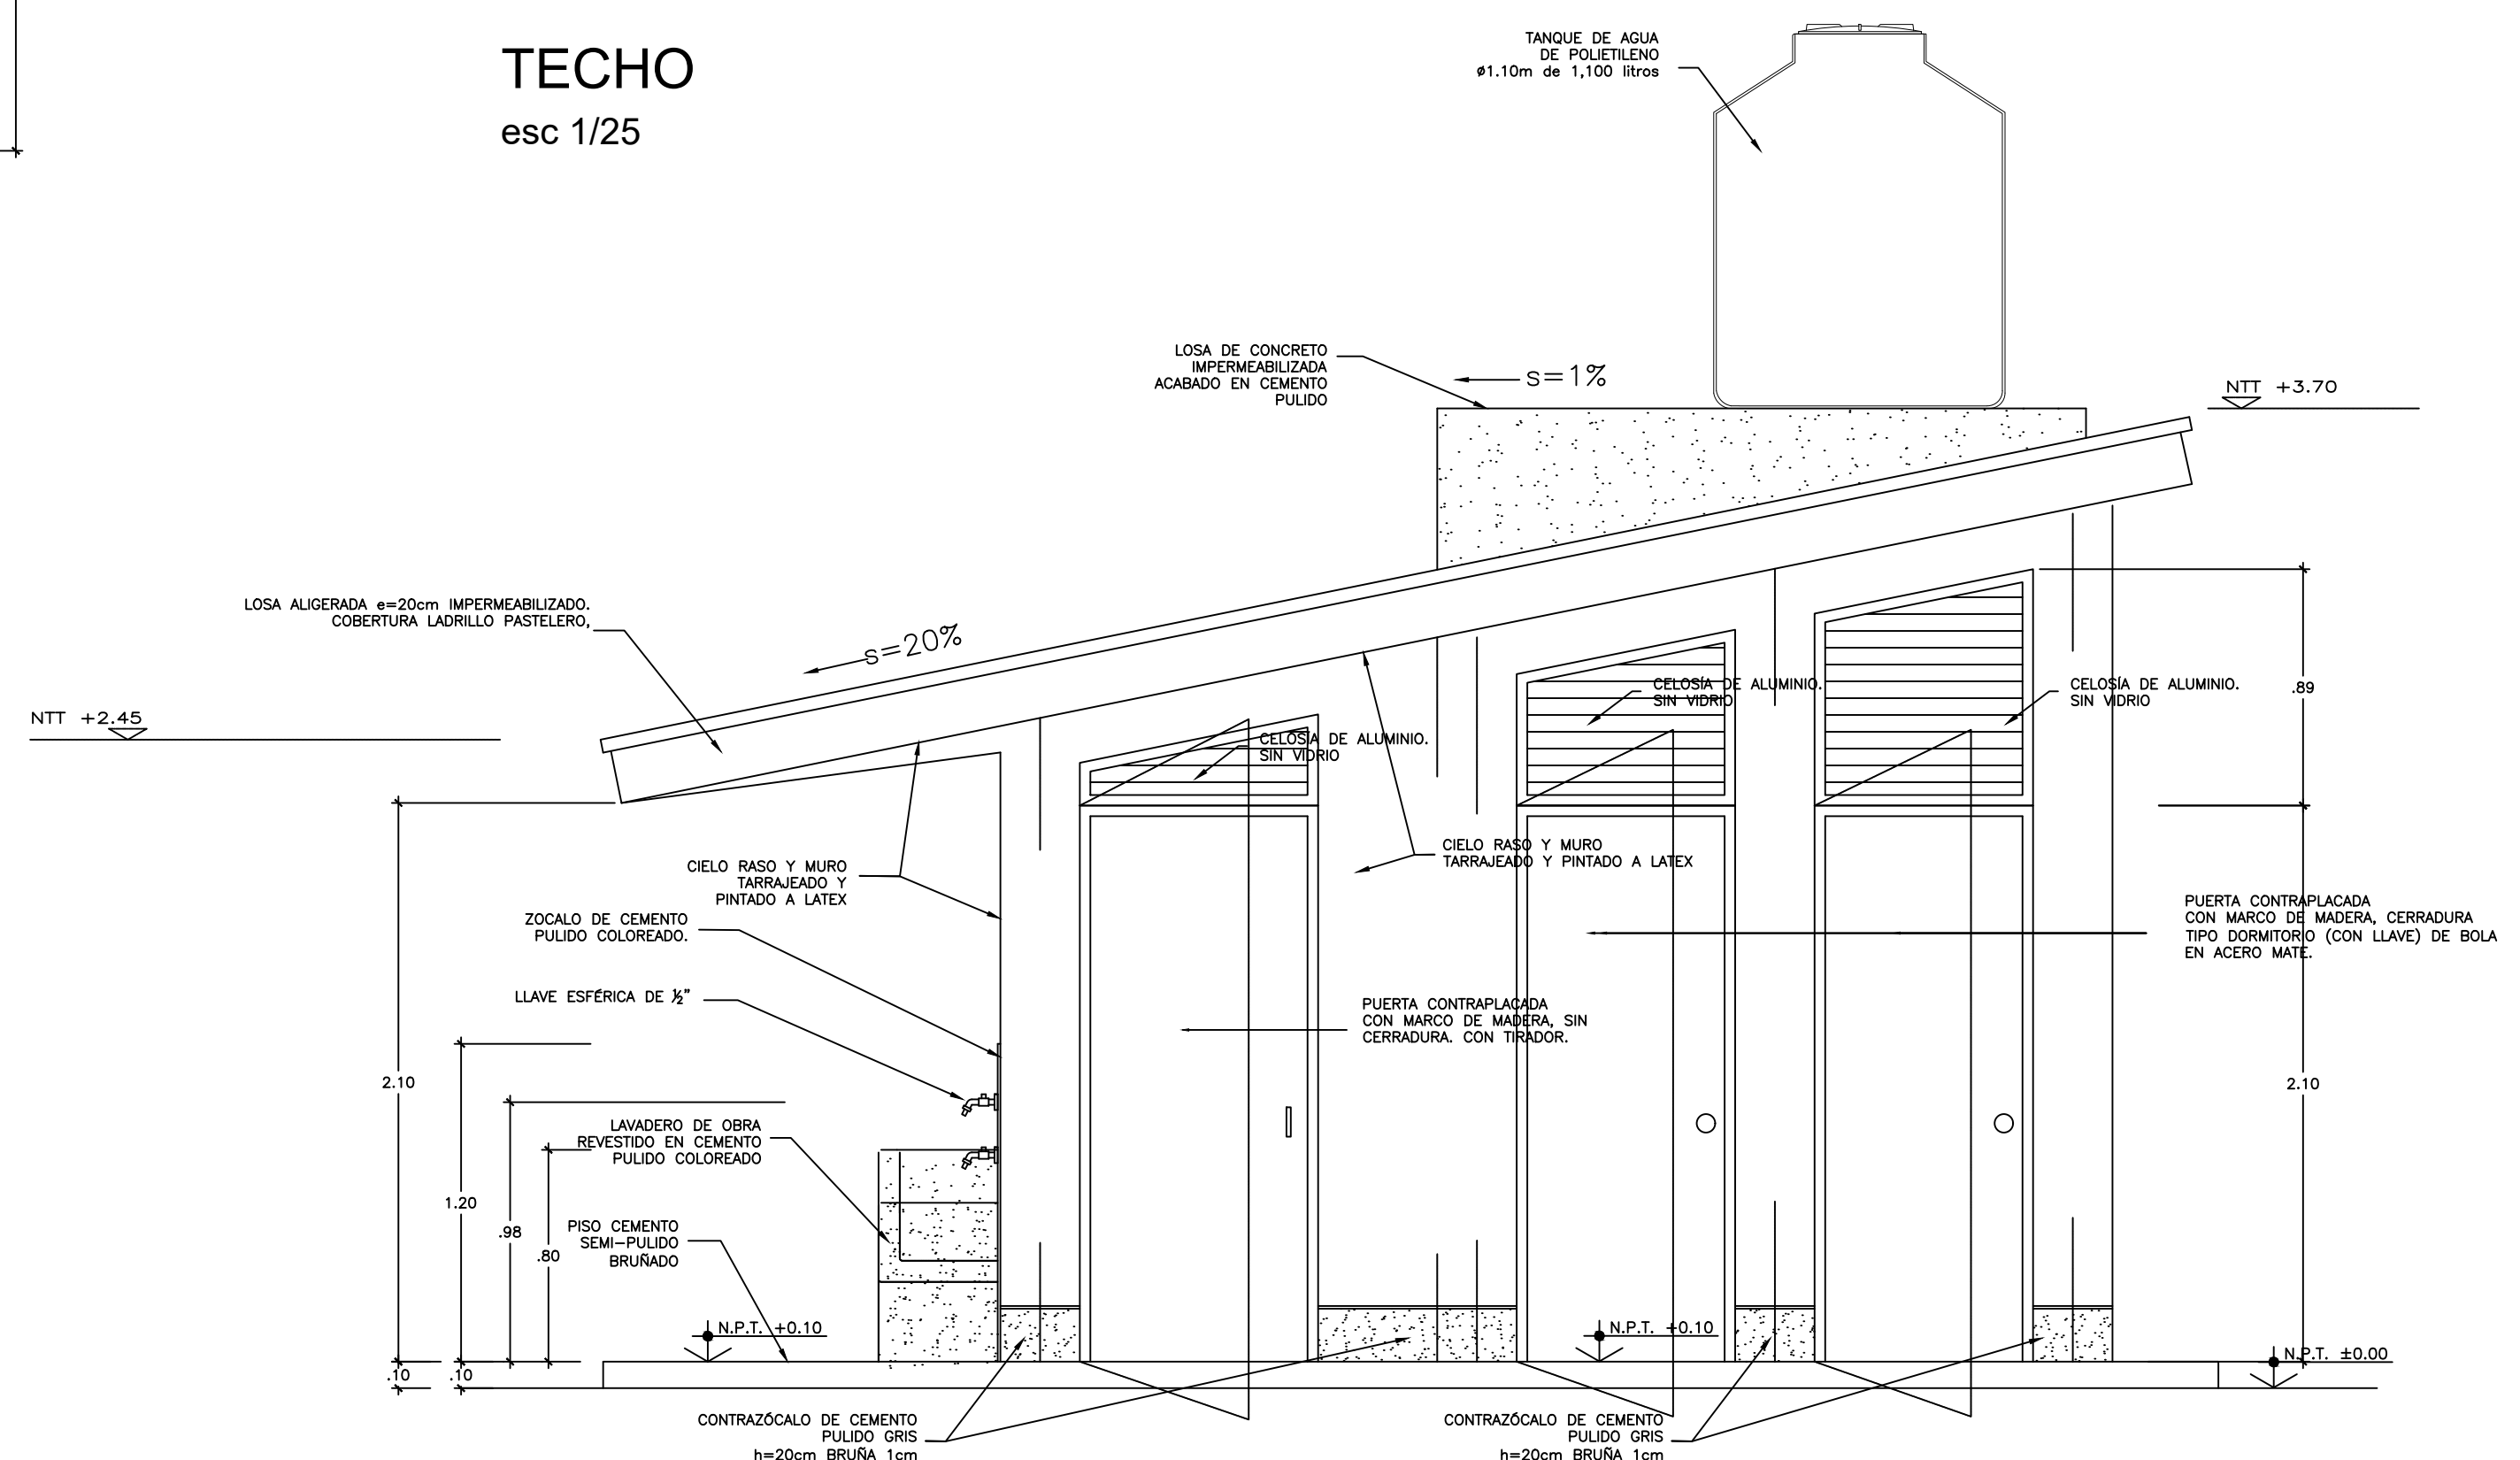 TECHO
esc 1/25
TANQUE DE AGUA
DE POLIETILENO
ø1.10m de 1,100 litros
LOSA DE CONCRETO
IMPERMEABILIZADA
ACABADO EN CEMENTO
PULIDO
s=1%
NTT +3.70
LOSA ALIGERADA e=20cm IMPERMEABILIZADO.
COBERTURA LADRILLO PASTELERO,
s=20%
NTT +2.45
CELOSÍA DE ALUMINIO.
SIN VIDRIO
CELOSÍA DE ALUMINIO.
SIN VIDRIO
CELOSÍA DE ALUMINIO.
SIN VIDRIO
.89
CIELO RASO Y MURO
TARRAJEADO Y
PINTADO A LATEX
CIELO RASO Y MURO
TARRAJEADO Y PINTADO A LATEX
ZOCALO DE CEMENTO
PULIDO COLOREADO.
PUERTA CONTRAPLACADA
CON MARCO DE MADERA, CERRADURA
TIPO DORMITORIO (CON LLAVE) DE BOLA
EN ACERO MATE.
LLAVE ESFÉRICA DE ½"
PUERTA CONTRAPLACADA
CON MARCO DE MADERA, SIN
CERRADURA. CON TIRADOR.
2.10
2.10
LAVADERO DE OBRA
REVESTIDO EN CEMENTO
PULIDO COLOREADO
1.20
.98
.80
PISO CEMENTO
SEMI-PULIDO
BRUÑADO
N.P.T. +0.10
N.P.T. +0.10
N.P.T. ±0.00
.10
.10
CONTRAZÓCALO DE CEMENTO
PULIDO GRIS
h=20cm BRUÑA 1cm
CONTRAZÓCALO DE CEMENTO
PULIDO GRIS
h=20cm BRUÑA 1cm